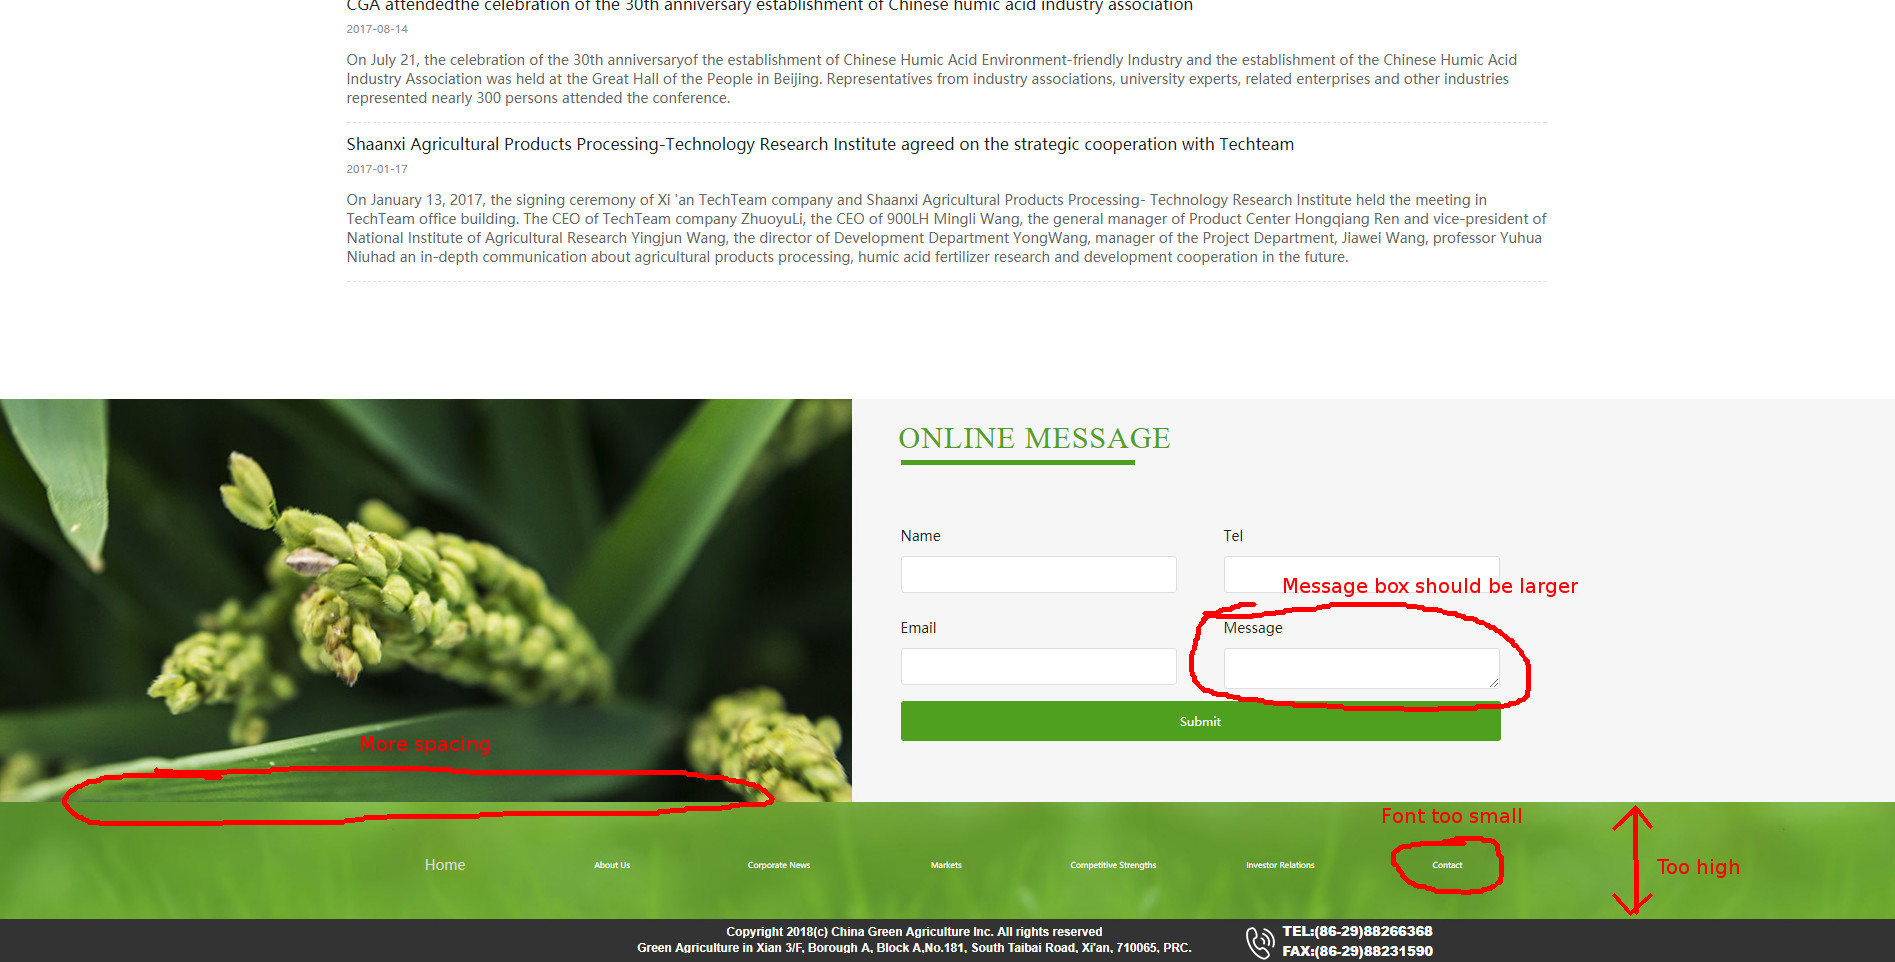 CGA attendedthe celebration of the 30th anniversary establishment of Chinese humic acid industry association
2017-08-14
On July 21, the celebration of the 30th anniversaryof the establishment of Chinese Humic Acid Environment-friendly Industry and the establishment of the Chinese Humic Acid
Industry Association was held at the Great Hall of the People in Beijing. Representatives from industry associations, university experts, related enterprises and other industries
represented nearly 300 persons attended the conference.
Shaanxi Agricultural Products Processing-Technology Research Institute agreed on the strategic cooperation with Techteam
2017-01-17
On January 13, 2017, the signing ceremony of Xi 'an TechTeam company and Shaanxi Agricultural Products Processing- Technology Research Institute held the meeting in
TechTeam office building. The CEO of TechTeam company ZhuoyuLi, the CEO of 900LH Mingli Wang, the general manager of Product Center Hongqiang Ren and vice-president of
National Institute of Agricultural Research Yingjun Wang, the director of Development Department YongWang, manager of the Project Department, Jiawei Wang, professor Yuhua
Niuhad an in-depth communication about agricultural products processing, humic acid fertilizer research and development cooperation in the future.
ONLINE MESSAGE
Name
Tel
Message box should be larger
Email
Message
Submit
More spacing
Font too small
Too high
Home
About Us
Corporate News
Markets
Competitive Strengths
Investor Relations
Contact
Copyright 2018(c) China Green Agriculture Inc. All rights reserved
Green Agriculture in Xian 3/F, Borough A, Block A,No.181, South Taibai Road, Xi'an, 710065, PRC.
TEL:(86-29)88266368
FAX:(86-29)88231590